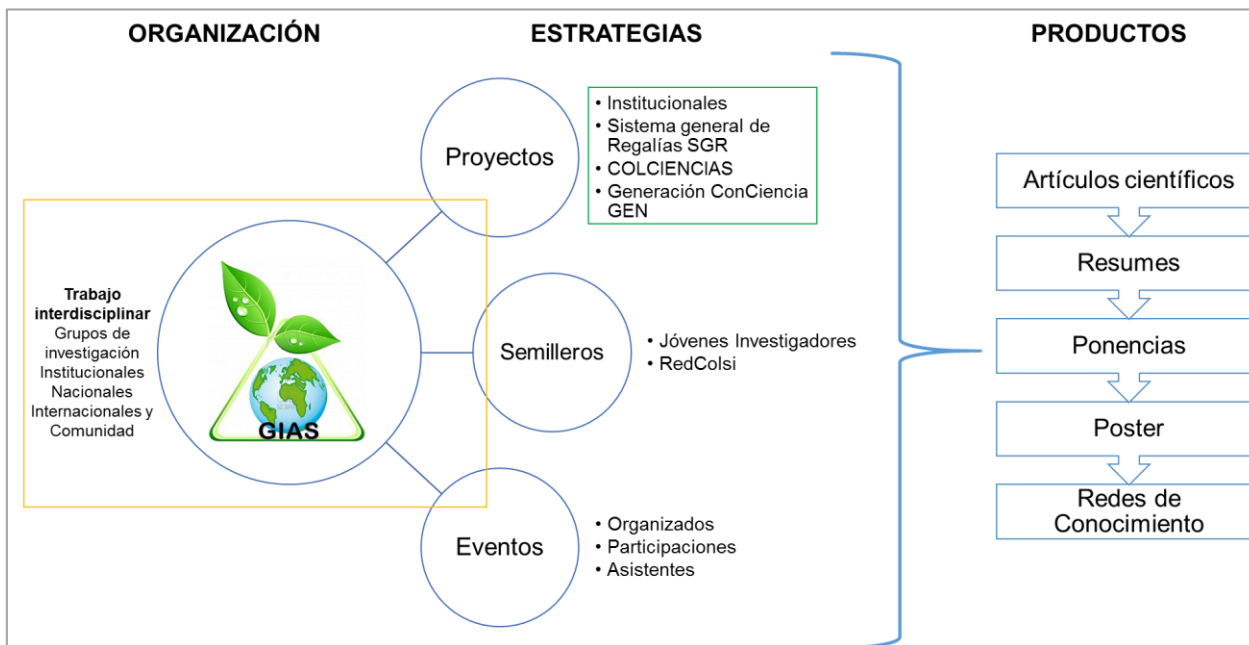 ORGANIZACIÓN
ESTRATEGIAS
PRODUCTOS
Trabajo
interdisciplinar
Grupos de
investigación
Institucionales
Nacionales
Internacionales y
Comunidad
GIAS
Proyectos
• Institucionales
• Sistema general de
Regalías SGR
• COLCIENCIAS
• Generación ConCiencia
GEN
Semilleros
• Jóvenes Investigadores
• RedColsi
Eventos
• Organizados
• Participaciones
• Asistentes
Artículos científicos
Resumes
Ponencias
Poster
Redes de
Conocimiento